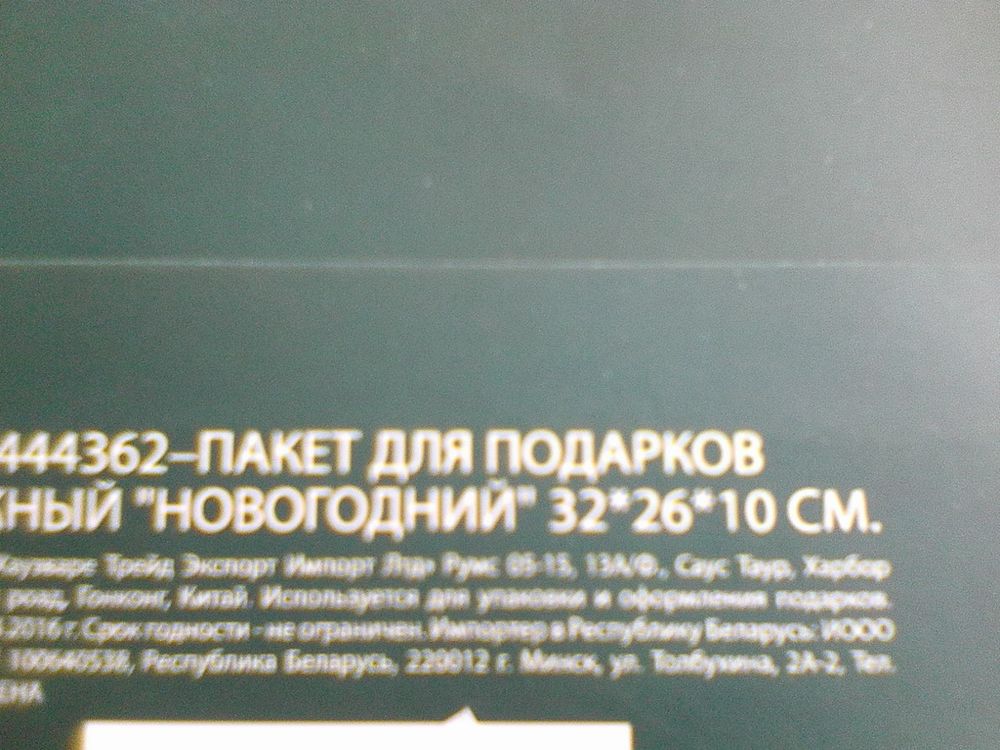 444362–ПАКЕТ ДЛЯ ПОДАРКОВ
ЖНЫЙ "НОВОГОДНИЙ" 32*26*10 СМ.
Трейд Экспорт Импорт Лтд» Румс 05-15, 13А/Ф., Саус Тауэр, Харбор
роад, Гонконг, Китай. Используется для упаковки и оформления подарков.
2016 г. Срок годности - не ограничен. Импортер в Республику Беларусь: ИООО
100640538, Республика Беларусь, 220012 г. Минск, ул. Толбухина, 2А-2, Тел.
ЕНА